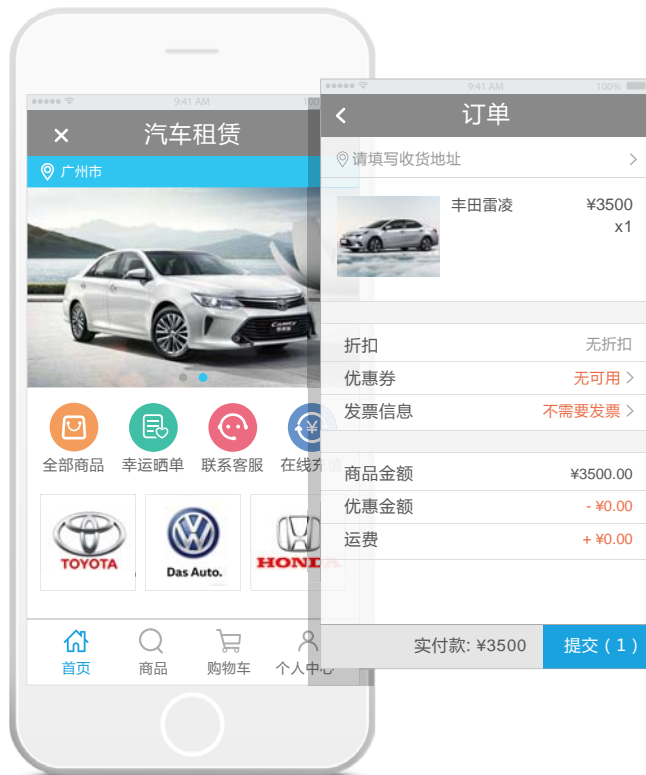 9:41 AM
汽车租赁
广州市
Camry
全部商品
幸运晒单
联系客服
在线充值
TOYOTA
Das Auto.
HONDA
首页
商品
购物车
个人中心
9:41 AM
100%
订单
请填写收货地址
丰田雷凌
¥3500
x1
折扣
无折扣
优惠券
无可用
发票信息
不需要发票
商品金额
¥3500.00
优惠金额
- ¥0.00
运费
+ ¥0.00
实付款: ¥3500
提交 ( 1 )